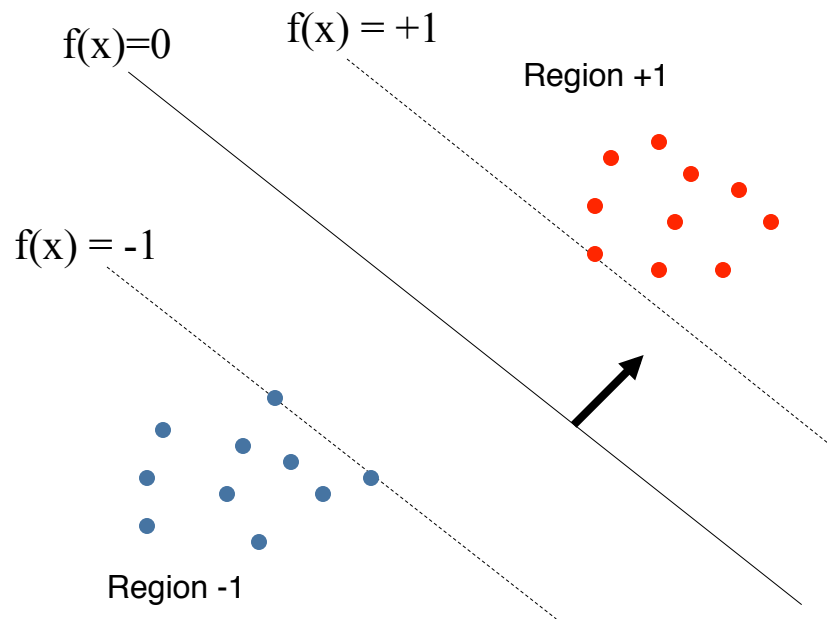 f(x)=0
f(x) = +1
Region +1
f(x) = -1
Region -1